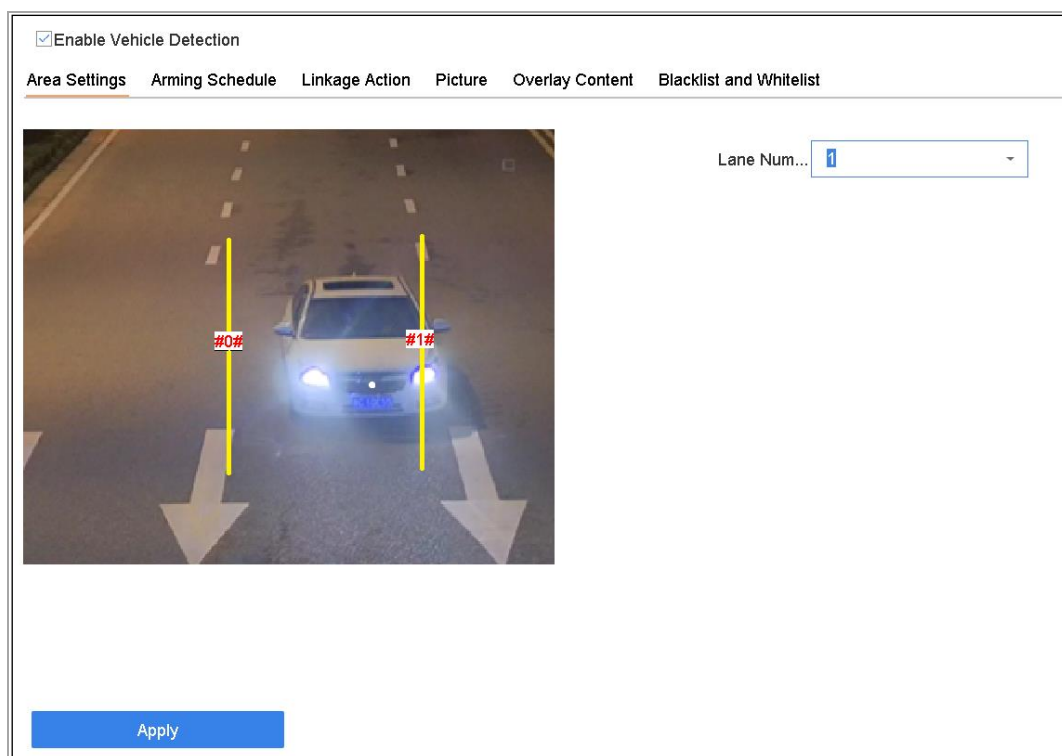 Enable Vehicle Detection
Area Settings Arming Schedule Linkage Action Picture Overlay Content Blacklist and Whitelist
Lane Num... 1
#0# #1#
Apply